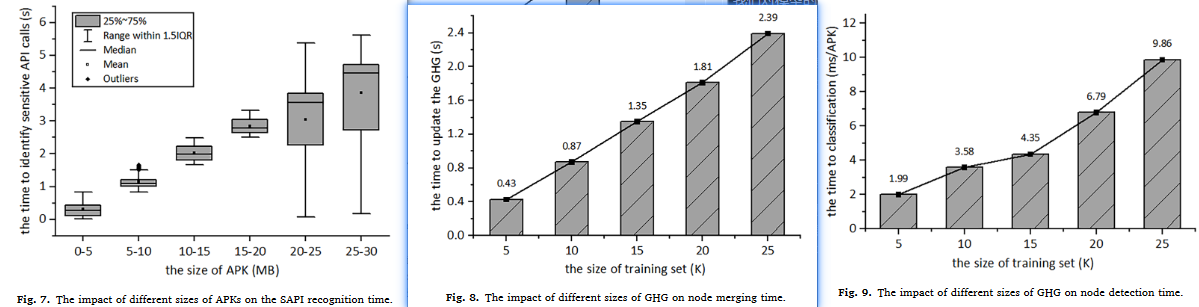 the time to identify sensitive API calls (s)
6
5
4
3
2
1
0
25%~75%
Range within 1.5IQR
Median
Mean
Outliers
0-5 5-10 10-15 15-20 20-25 25-30
the size of APK (MB)
Fig. 7. The impact of different sizes of APKs on the SAPI recognition time.
the time to update the GHG (s)
2.4
2.0
1.6
1.2
0.8
0.4
0.0
0.43
0.87
1.35
1.81
2.39
5 10 15 20 25
the size of training set (K)
Fig. 8. The impact of different sizes of GHG on node merging time.
the time to classification (ms/APK)
12
10
8
6
4
2
0
1.99
3.58
4.35
6.79
9.86
5 10 15 20 25
the size of training set (K)
Fig. 9. The impact of different sizes of GHG on node detection time.